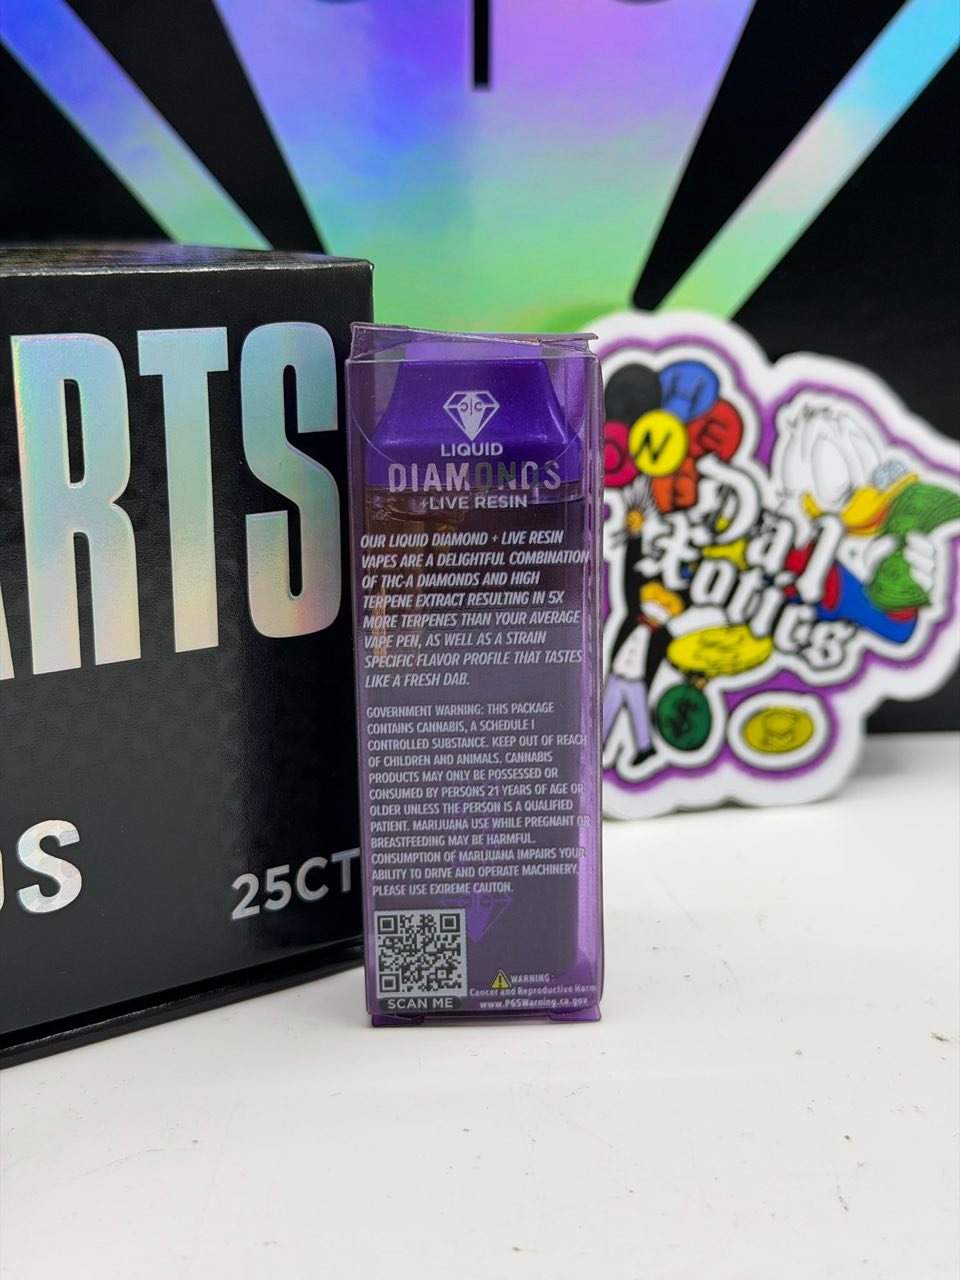 ARTS
DS
25CT
LIQUID
DIAMONDS
+LIVE RESIN
OUR LIQUID DIAMOND + LIVE RESIN
VAPES ARE A DELIGHTFUL COMBINATION
OF THC-A DIAMONDS AND HIGH
TERPENE EXTRACT RESULTING IN 5X
MORE TERPENES THAN YOUR AVERAGE
VAPE PEN, AS WELL AS A STRAIN
SPECIFIC FLAVOR PROFILE THAT TASTES
LIKE A FRESH DAB.
GOVERNMENT WARNING: THIS PACKAGE
CONTAINS CANNABIS, A SCHEDULE I
CONTROLLED SUBSTANCE. KEEP OUT OF REACH
OF CHILDREN AND ANIMALS. CANNABIS
PRODUCTS MAY ONLY BE POSSESSED OR
CONSUMED BY PERSONS 21 YEARS OF AGE OR
OLDER UNLESS THE PERSON IS A QUALIFIED
PATIENT. MARIJUANA USE WHILE PREGNANT OR
BREASTFEEDING MAY BE HARMFUL.
CONSUMPTION OF MARIJUANA IMPAIRS YOUR
ABILITY TO DRIVE AND OPERATE MACHINERY.
PLEASE USE EXIREME CAUTON.
SCAN ME
WARNING:
Cancer and Reproductive Harm
www.P65Warning.ca.gov
Dal
Xotics